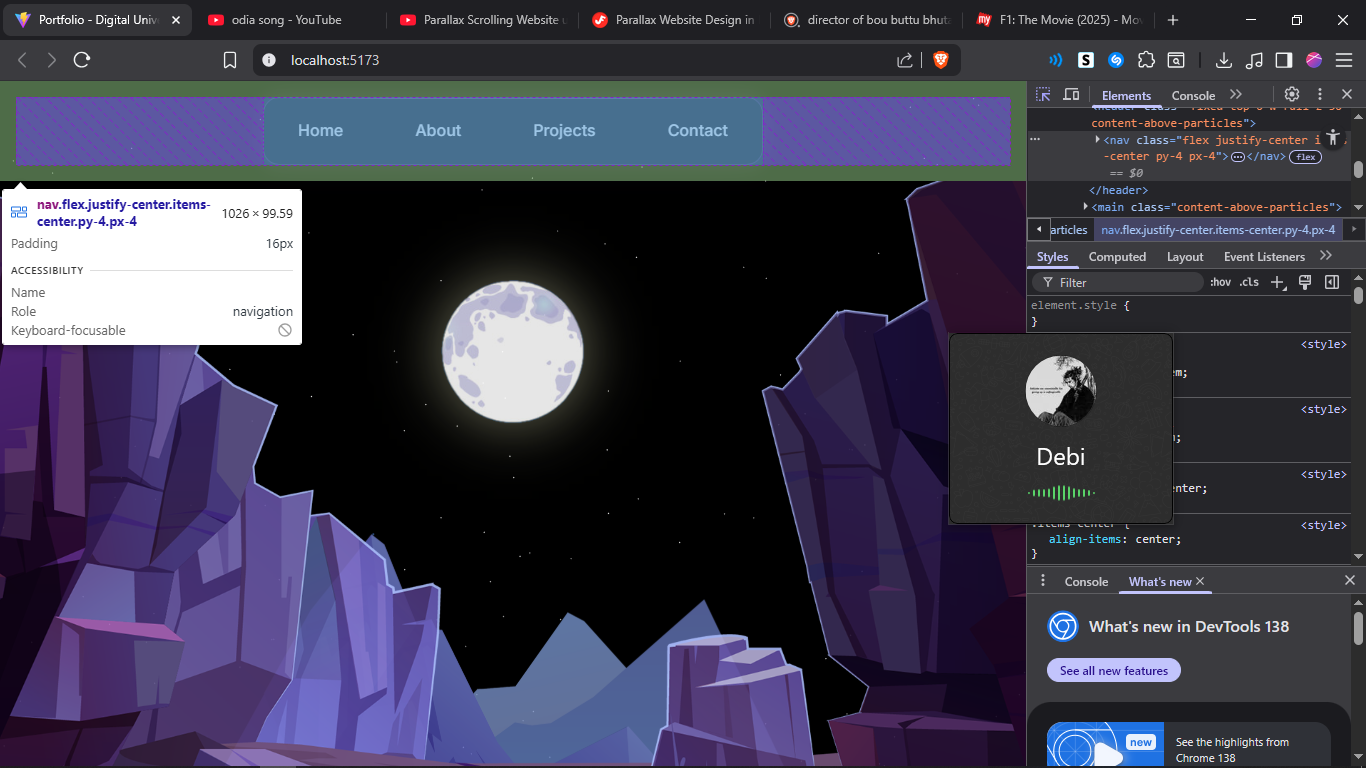 Portfolio - Digital Univ
odia song - YouTube
Parallax Scrolling Website u
Parallax Website Design in
director of bou buttu bhuta
F1: The Movie (2025) - Mov
localhost:5173
Home
About
Projects
Contact
nav.flex.justify-center.items-
center.py-4.px-4
1026 × 99.59
Padding
16px
ACCESSIBILITY
Name
Role
navigation
Keyboard-focusable
Elements
Console
content-above-particles">
<nav class="flex justify-center i
-center py-4 px-4"></nav>
flex
== $0
</header>
<main class="content-above-particles">
articles
nav.flex.justify-center.items-center.py-4.px-4
Styles
Computed
Layout
Event Listeners
Filter
:hov
.cls
element.style {
}
<style>
em;
<style>
m;
<style>
enter;
.items-center {
<style>
align-items: center;
}
Debi
Console
What's new
What's new in DevTools 138
See all new features
new
See the highlights from
Chrome 138